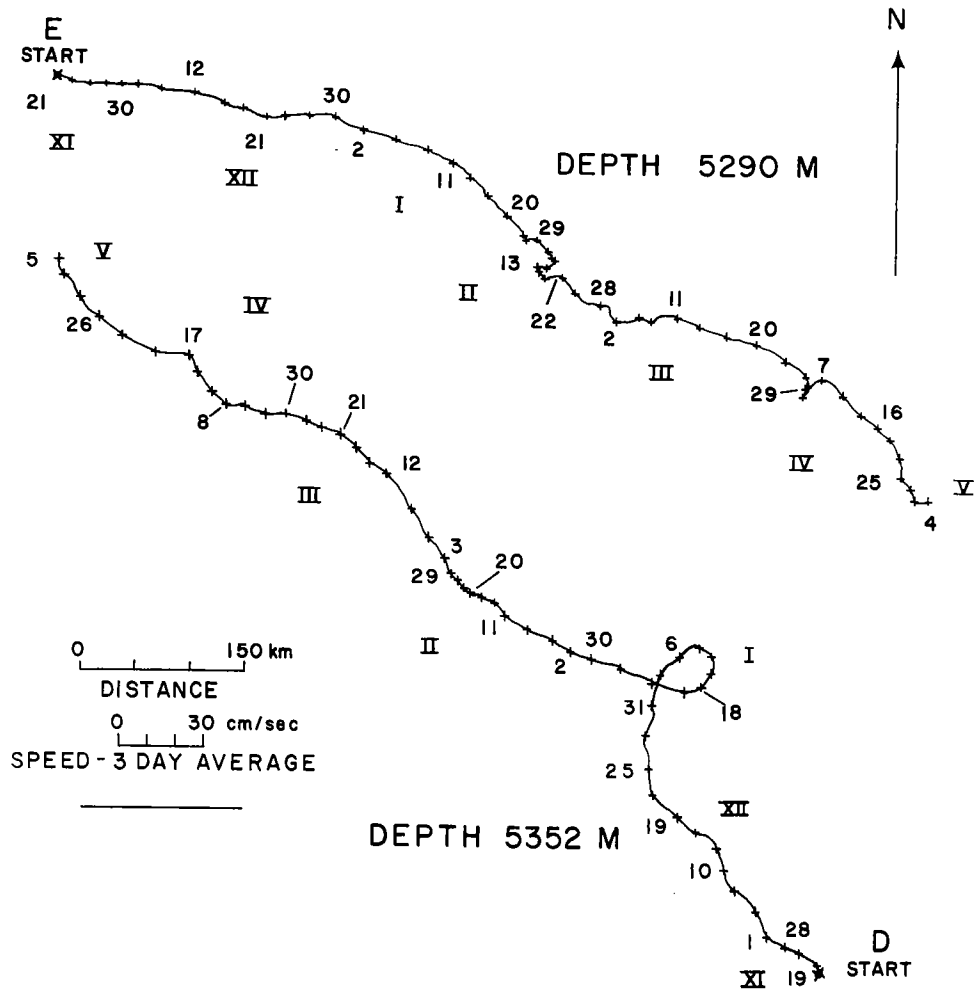 E
START
N
12
21
30
XI
21
30
2
XII
11
DEPTH 5290 M
I
20
29
13
II
22
28
2
11
20
III
29
7
16
IV
25
V
4
5
V
IV
26
17
30
8
21
12
III
3
29
20
11
II
2
30
6
I
18
31
25
XII
19
10
1
28
D
START
19
XI
0 150 km
DISTANCE
0 30 cm/sec
SPEED-3 DAY AVERAGE
DEPTH 5352 M